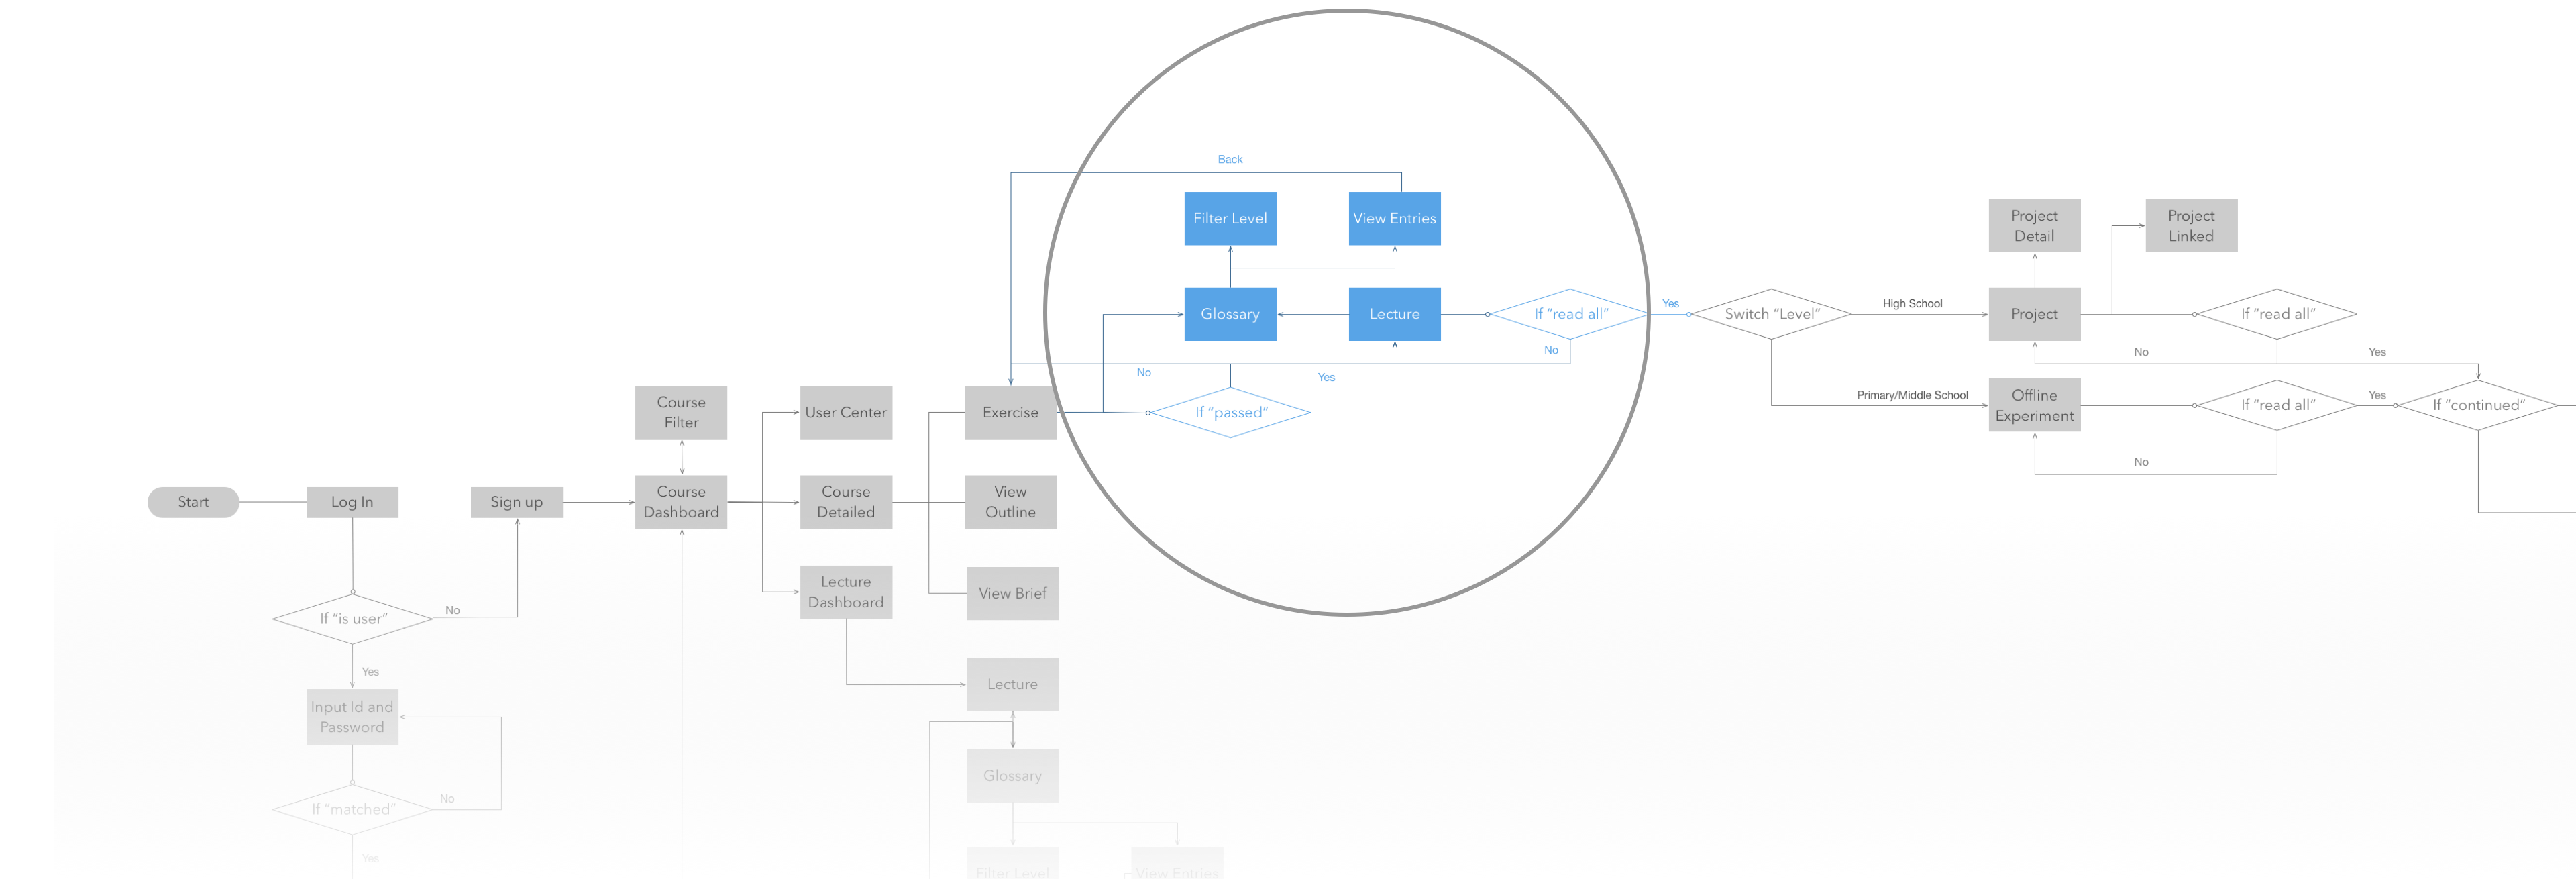 Back
Filter Level
View Entries
Project
Detail
Project
Linked
Glossary
Lecture
If “read all”
Yes
Switch “Level”
High School
Project
If “read all”
No
No
Yes
No
Yes
Course
Filter
User Center
Exercise
If “passed”
Primary/Middle School
Offline
Experiment
If “read all”
Yes
If “continued”
No
Start
Log In
Sign up
Course
Dashboard
Course
Detailed
View
Outline
Lecture
Dashboard
View Brief
If “is user”
No
Yes
Lecture
Input Id and
Password
Glossary
If “matched”
No
Yes
Filter Level
View Entries